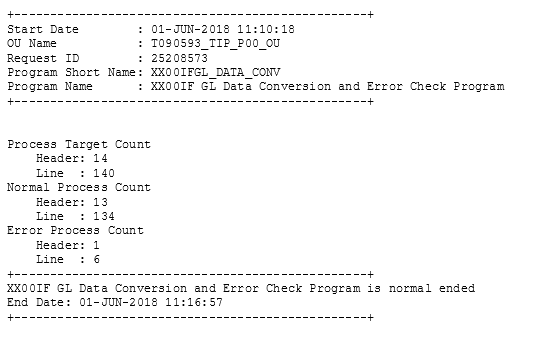 +-------------------------------------------------+
Start Date        : 01-JUN-2018 11:10:18
OU Name           : T090593_TIP_P00_OU
Request ID        : 25208573
Program Short Name: XX00IFGL_DATA_CONV
Program Name      : XX00IF GL Data Conversion and Error Check Program
+-------------------------------------------------+
Process Target Count
    Header: 14
    Line  : 140
Normal Process Count
    Header: 13
    Line  : 134
Error Process Count
    Header: 1
    Line  : 6
+-------------------------------------------------+
XX00IF GL Data Conversion and Error Check Program is normal ended
End Date: 01-JUN-2018 11:16:57
+-------------------------------------------------+